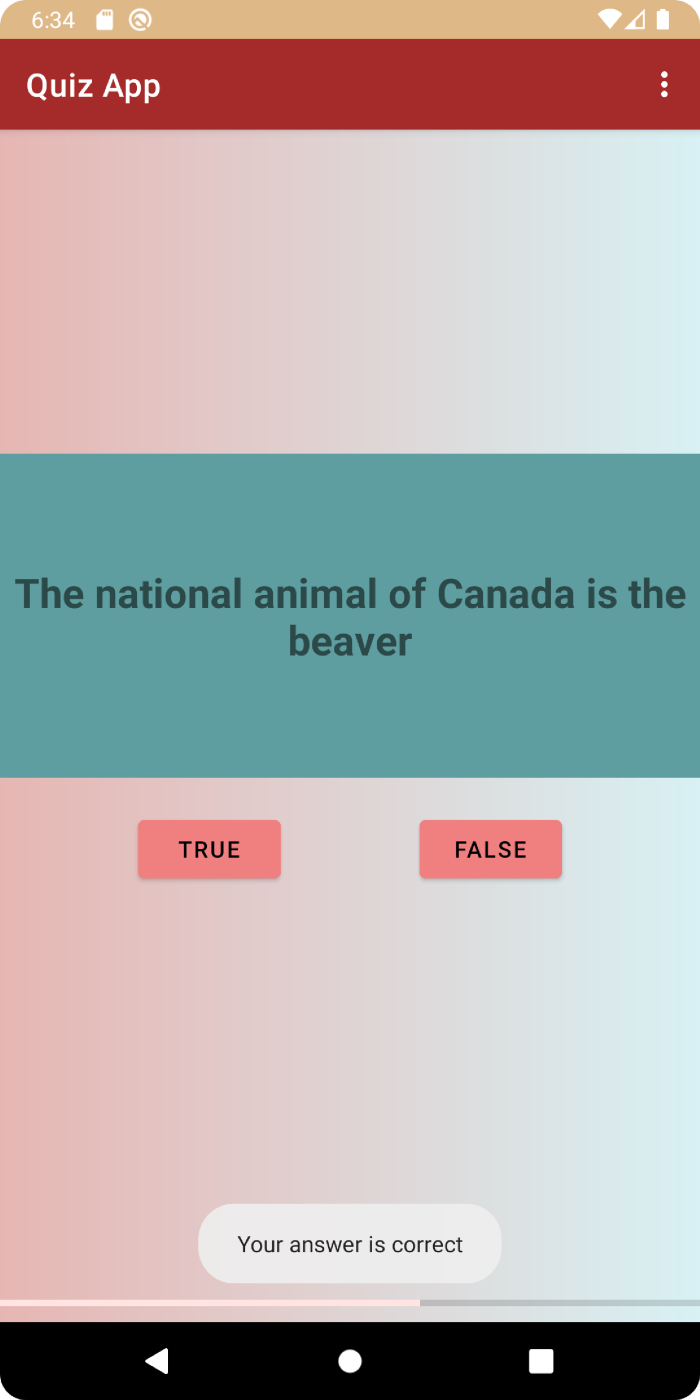 6:34
Quiz App
The national animal of Canada is the
beaver
TRUE
FALSE
Your answer is correct